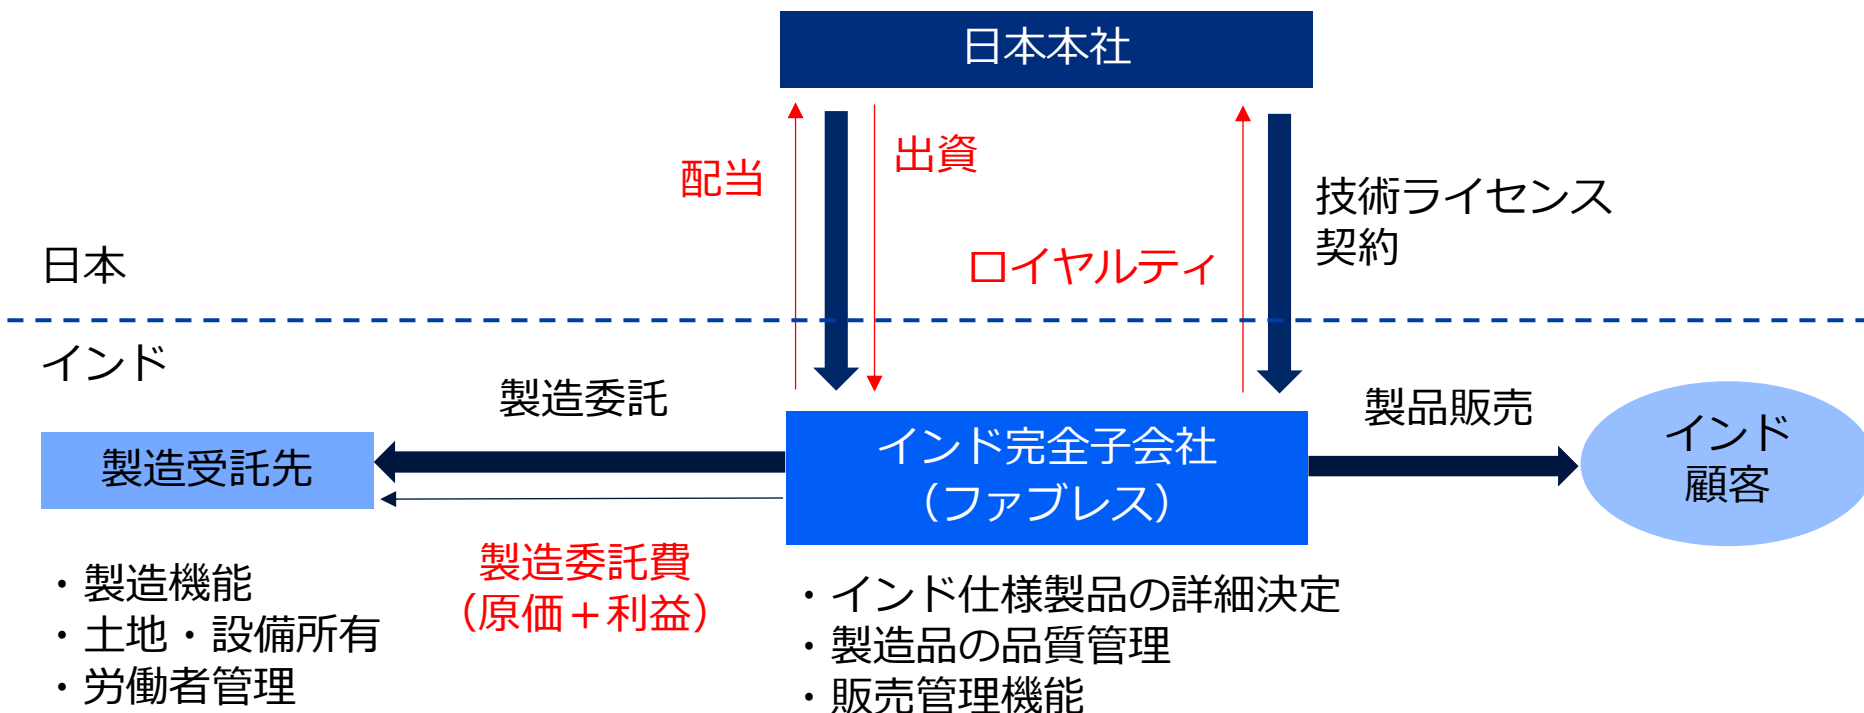 日本本社
配当
出資
技術ライセンス
契約
ロイヤルティ
日本
インド
製造委託
製品販売
製造受託先
インド完全子会社
（ファブレス）
インド
顧客
製造委託費
（原価＋利益）
・製造機能
・土地・設備所有
・労働者管理
・インド仕様製品の詳細決定
・製造品の品質管理
・販売管理機能